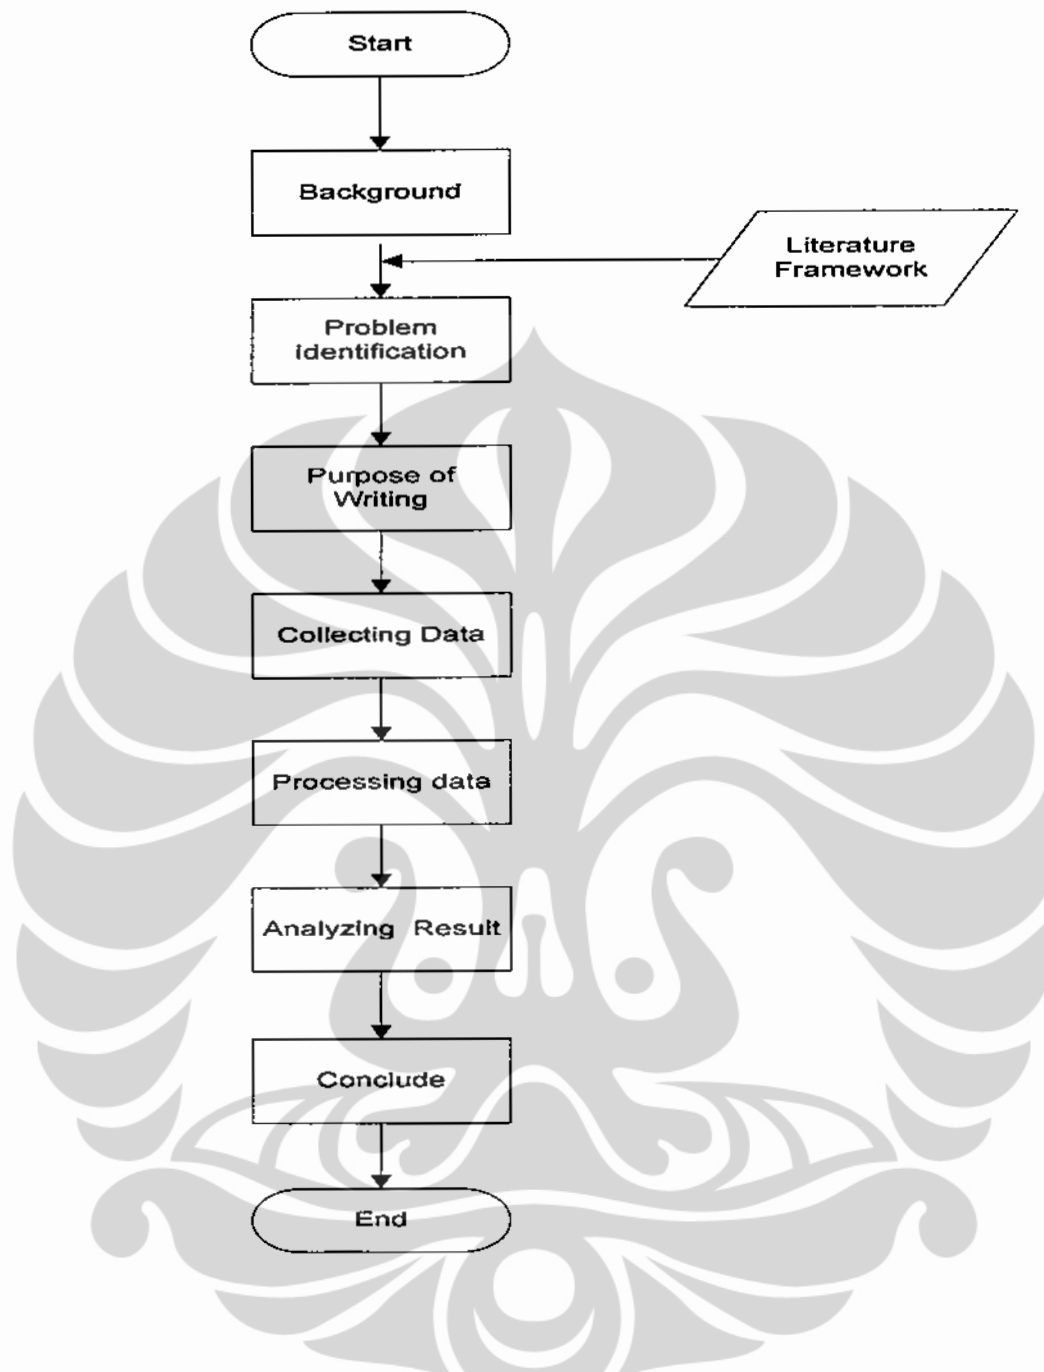 Start
Background
Literature
Framework
Problem
identification
Purpose of
Writing
Collecting Data
Processing data
Analyzing Result
Conclude
End